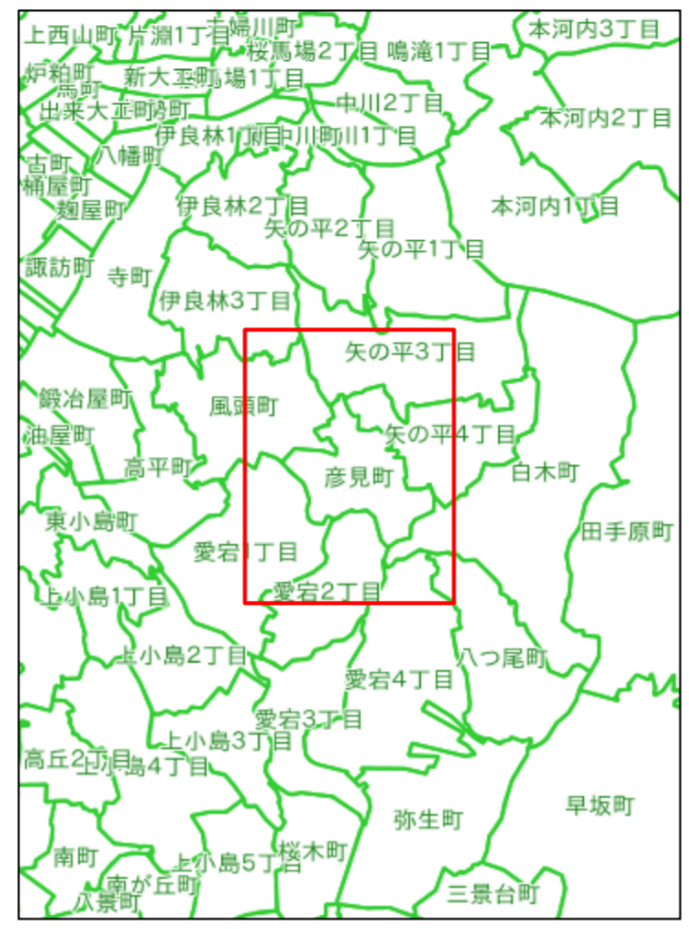 上西山町
片淵1丁目
夫婦川町
本河内3丁目
桜馬場2丁目
鳴滝1丁目
炉粕町
馬町
新大工町
馬場1丁目
中川2丁目
出来大工町
本河内2丁目
伊良林1丁目
中川町
川1丁目
八幡町
古町
桶屋町
麹屋町
伊良林2丁目
矢の平2丁目
本河内1丁目
矢の平1丁目
諏訪町
寺町
伊良林3丁目
矢の平3丁目
鍛冶屋町
風頭町
油屋町
矢の平4丁目
高平町
彦見町
白木町
東小島町
田手原町
愛宕1丁目
上小島1丁目
愛宕2丁目
上小島2丁目
八つ尾町
愛宕4丁目
愛宕3丁目
上小島3丁目
高丘2丁目
上小島4丁目
早坂町
弥生町
南町
上小島5丁目
桜木町
南が丘町
八景町
三景台町